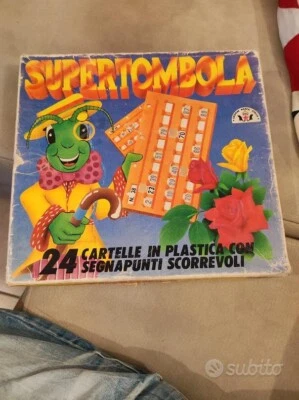 SUPERTOMBOLA
24 CARTELLE IN PLASTICA CON
SEGNAPUNTI SCORREVOLI
subito